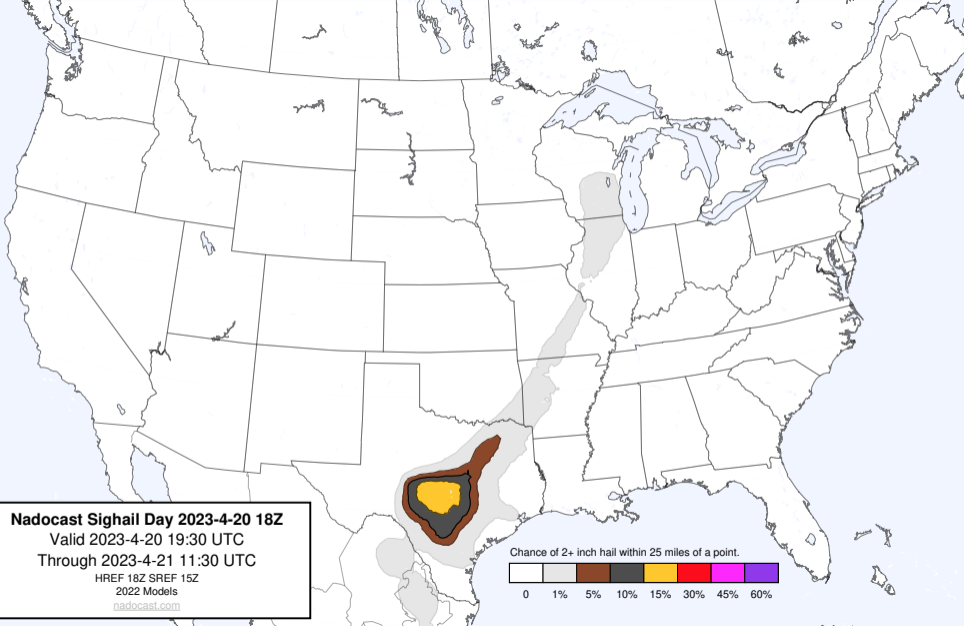 Nadocast Sighail Day 2023-4-20 18Z
Valid 2023-4-20 19:30 UTC
Through 2023-4-21 11:30 UTC
HREF 18Z SREF 15Z
2022 Models
nadocast.com
Chance of 2+ inch hail within 25 miles of a point.
0 1% 5% 10% 15% 30% 45% 60%